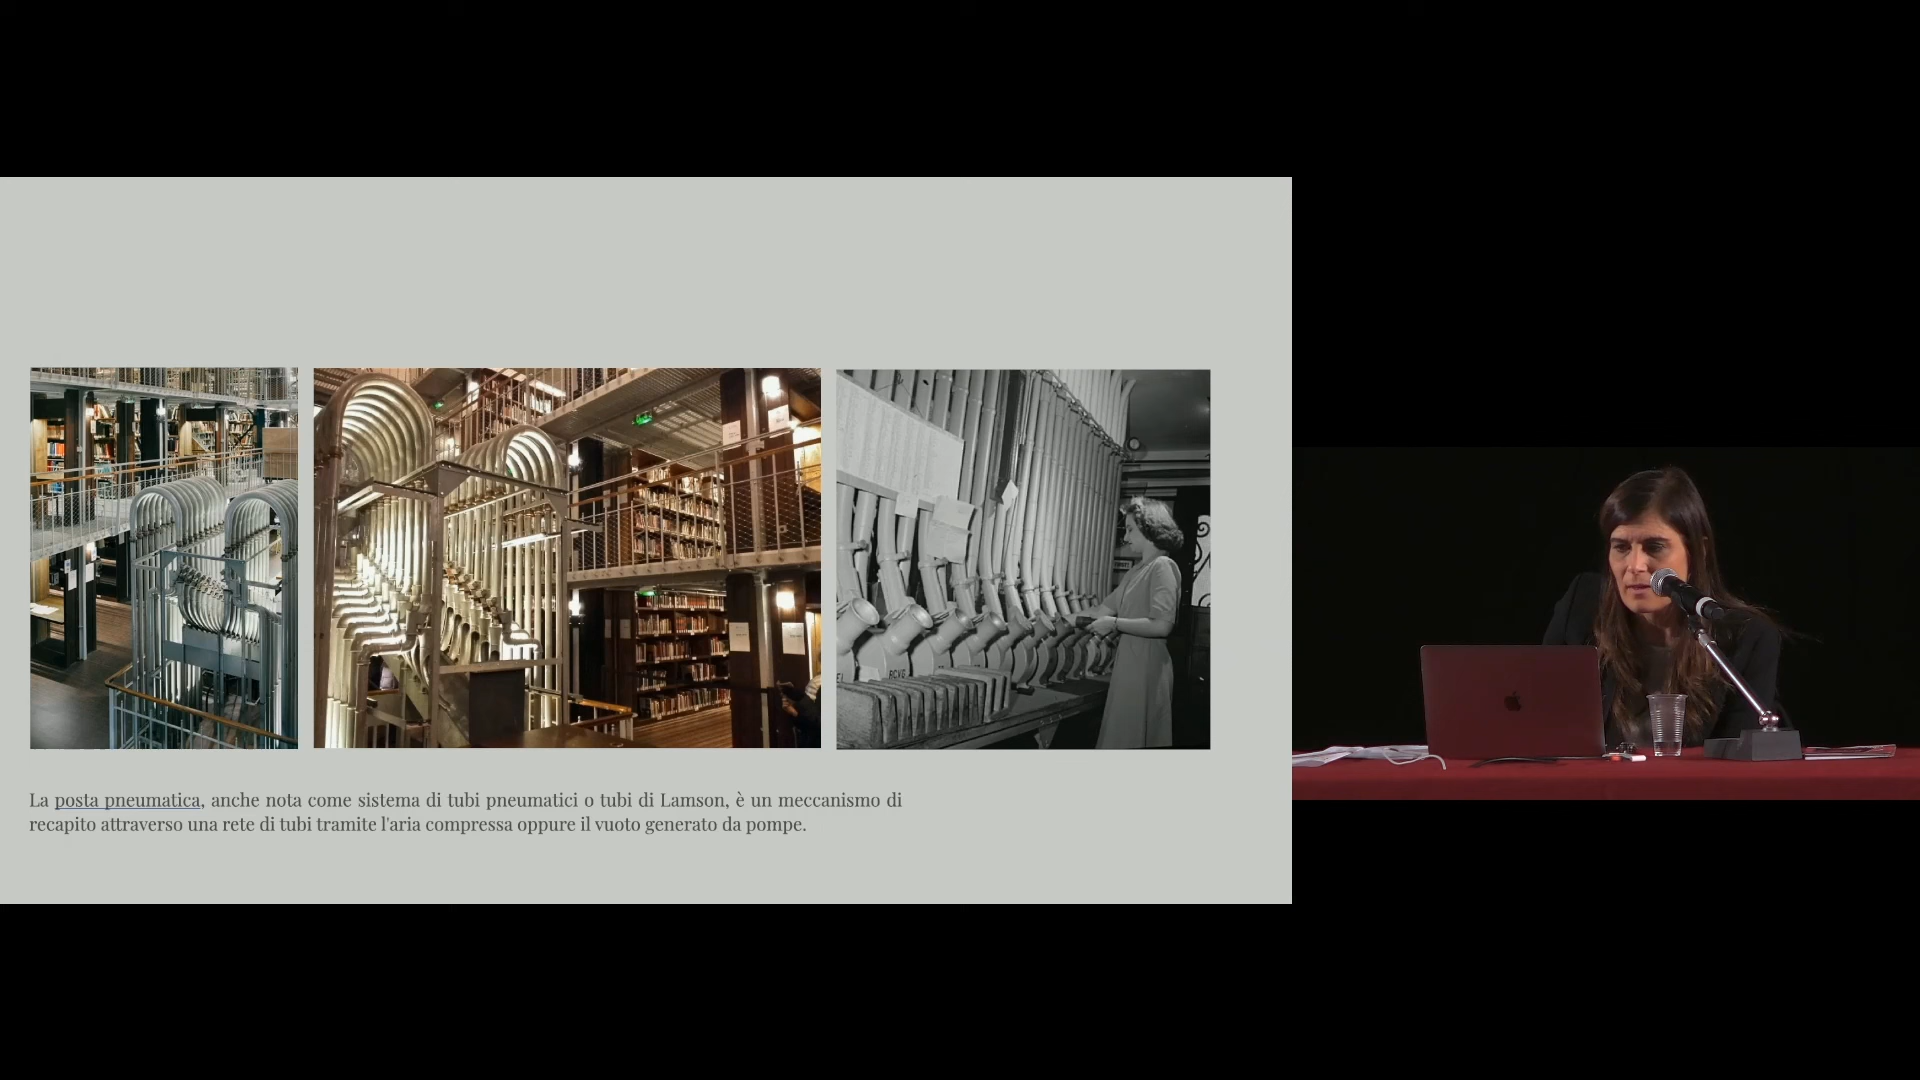 RCVG
La posta pneumatica, anche nota come sistema di tubi pneumatici o tubi di Lamson, è un meccanismo di
recapito attraverso una rete di tubi tramite l'aria compressa oppure il vuoto generato da pompe.